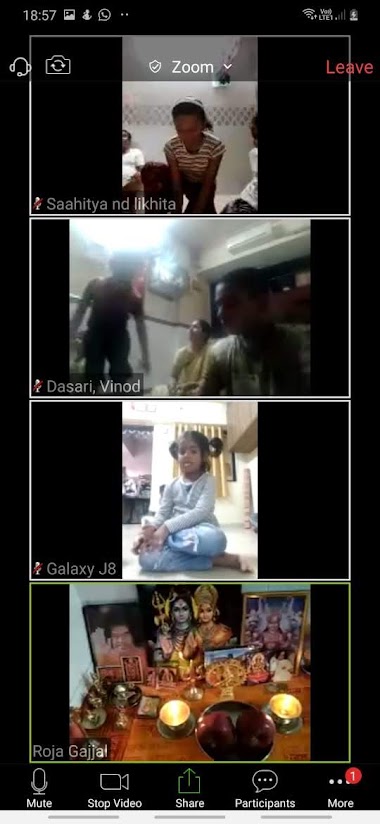 18:57
Vo))
LTE1
Zoom
Leave
Saahitya nd likhita
Dasari, Vinod
Galaxy J8
Roja Gajjal
Mute
Stop Video
Share
Participants
More
1